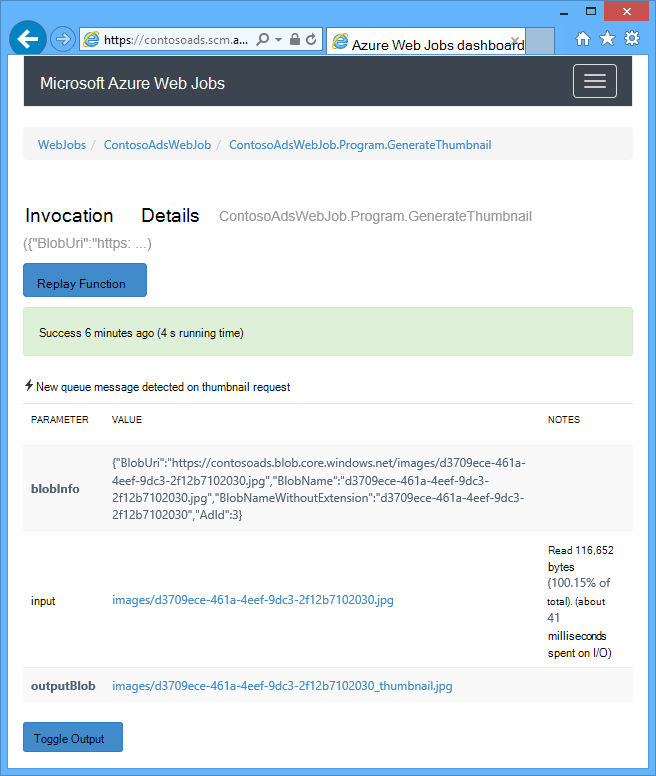 https://contosoads.scm.a...
Azure Web Jobs dashboard
Microsoft Azure Web Jobs
WebJobs / ContosoAdsWebJob / ContosoAdsWebJob.Program.GenerateThumbnail
Invocation Details ContosoAdsWebJob.Program.GenerateThumbnail
({"BlobUri":"https: ...)
Replay Function
Success 6 minutes ago (4 s running time)
New queue message detected on thumbnail request
PARAMETER VALUE NOTES
blobInfo
{"BlobUri":"https://contosoads.blob.core.windows.net/images/d3709ece-461a-
4eef-9dc3-2f12b7102030.jpg","BlobName":"d3709ece-461a-4eef-9dc3-
2f12b7102030.jpg","BlobNameWithoutExtension":"d3709ece-461a-4eef-9dc3-
2f12b7102030","AdId":3}
input
images/d3709ece-461a-4eef-9dc3-2f12b7102030.jpg
Read 116,652
bytes
(100.15% of
total). (about
41
milliseconds
spent on I/O)
outputBlob images/d3709ece-461a-4eef-9dc3-2f12b7102030_thumbnail.jpg
Toggle Output